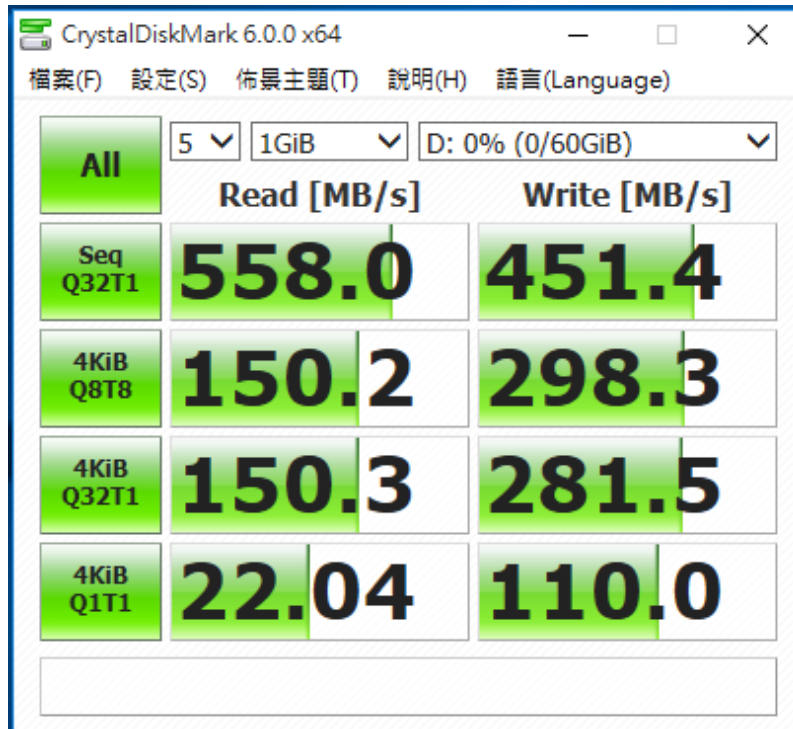 CrystalDiskMark 6.0.0 x64
檔案(F) 設定(S) 佈景主題(T) 說明(H) 語言(Language)
All 5 1GiB D: 0% (0/60GiB)
Read [MB/s] Write [MB/s]
Seq Q32T1 558.0 451.4
4KiB Q8T8 150.2 298.3
4KiB Q32T1 150.3 281.5
4KiB Q1T1 22.04 110.0